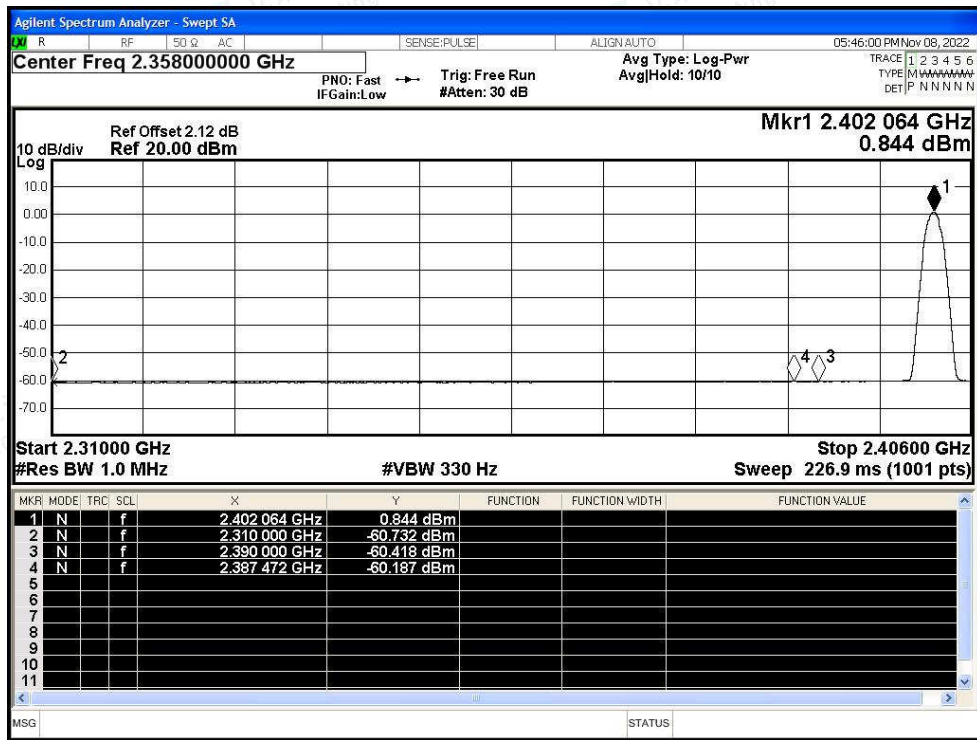 Agilent Spectrum Analyzer - Swept SA
LXI R RF 50 Ω AC SENSE:PULSE ALIGN AUTO 05:46:00 PM Nov 08, 2022
Center Freq 2.358000000 GHz
PNO: Fast Trig: Free Run Avg Type: Log-Pwr TRACE 1 2 3 4 5 6
IFGain:Low #Atten: 30 dB Avg|Hold: 10/10 TYPE M WWWWW
DET P N N N N N
Ref Offset 2.12 dB Mkr1 2.402 064 GHz
10 dB/div Ref 20.00 dBm 0.844 dBm
Log
10.0 1
0.00
-10.0
-20.0
-30.0
-40.0
-50.0 2 4 3
-60.0
-70.0
Start 2.31000 GHz Stop 2.40600 GHz
#Res BW 1.0 MHz #VBW 330 Hz Sweep 226.9 ms (1001 pts)
MKR MODE TRC SCL X Y FUNCTION FUNCTION WIDTH FUNCTION VALUE
1 N f 2.402 064 GHz 0.844 dBm
2 N f 2.310 000 GHz -60.732 dBm
3 N f 2.390 000 GHz -60.418 dBm
4 N f 2.387 472 GHz -60.187 dBm
5
6
7
8
9
10
11
MSG STATUS